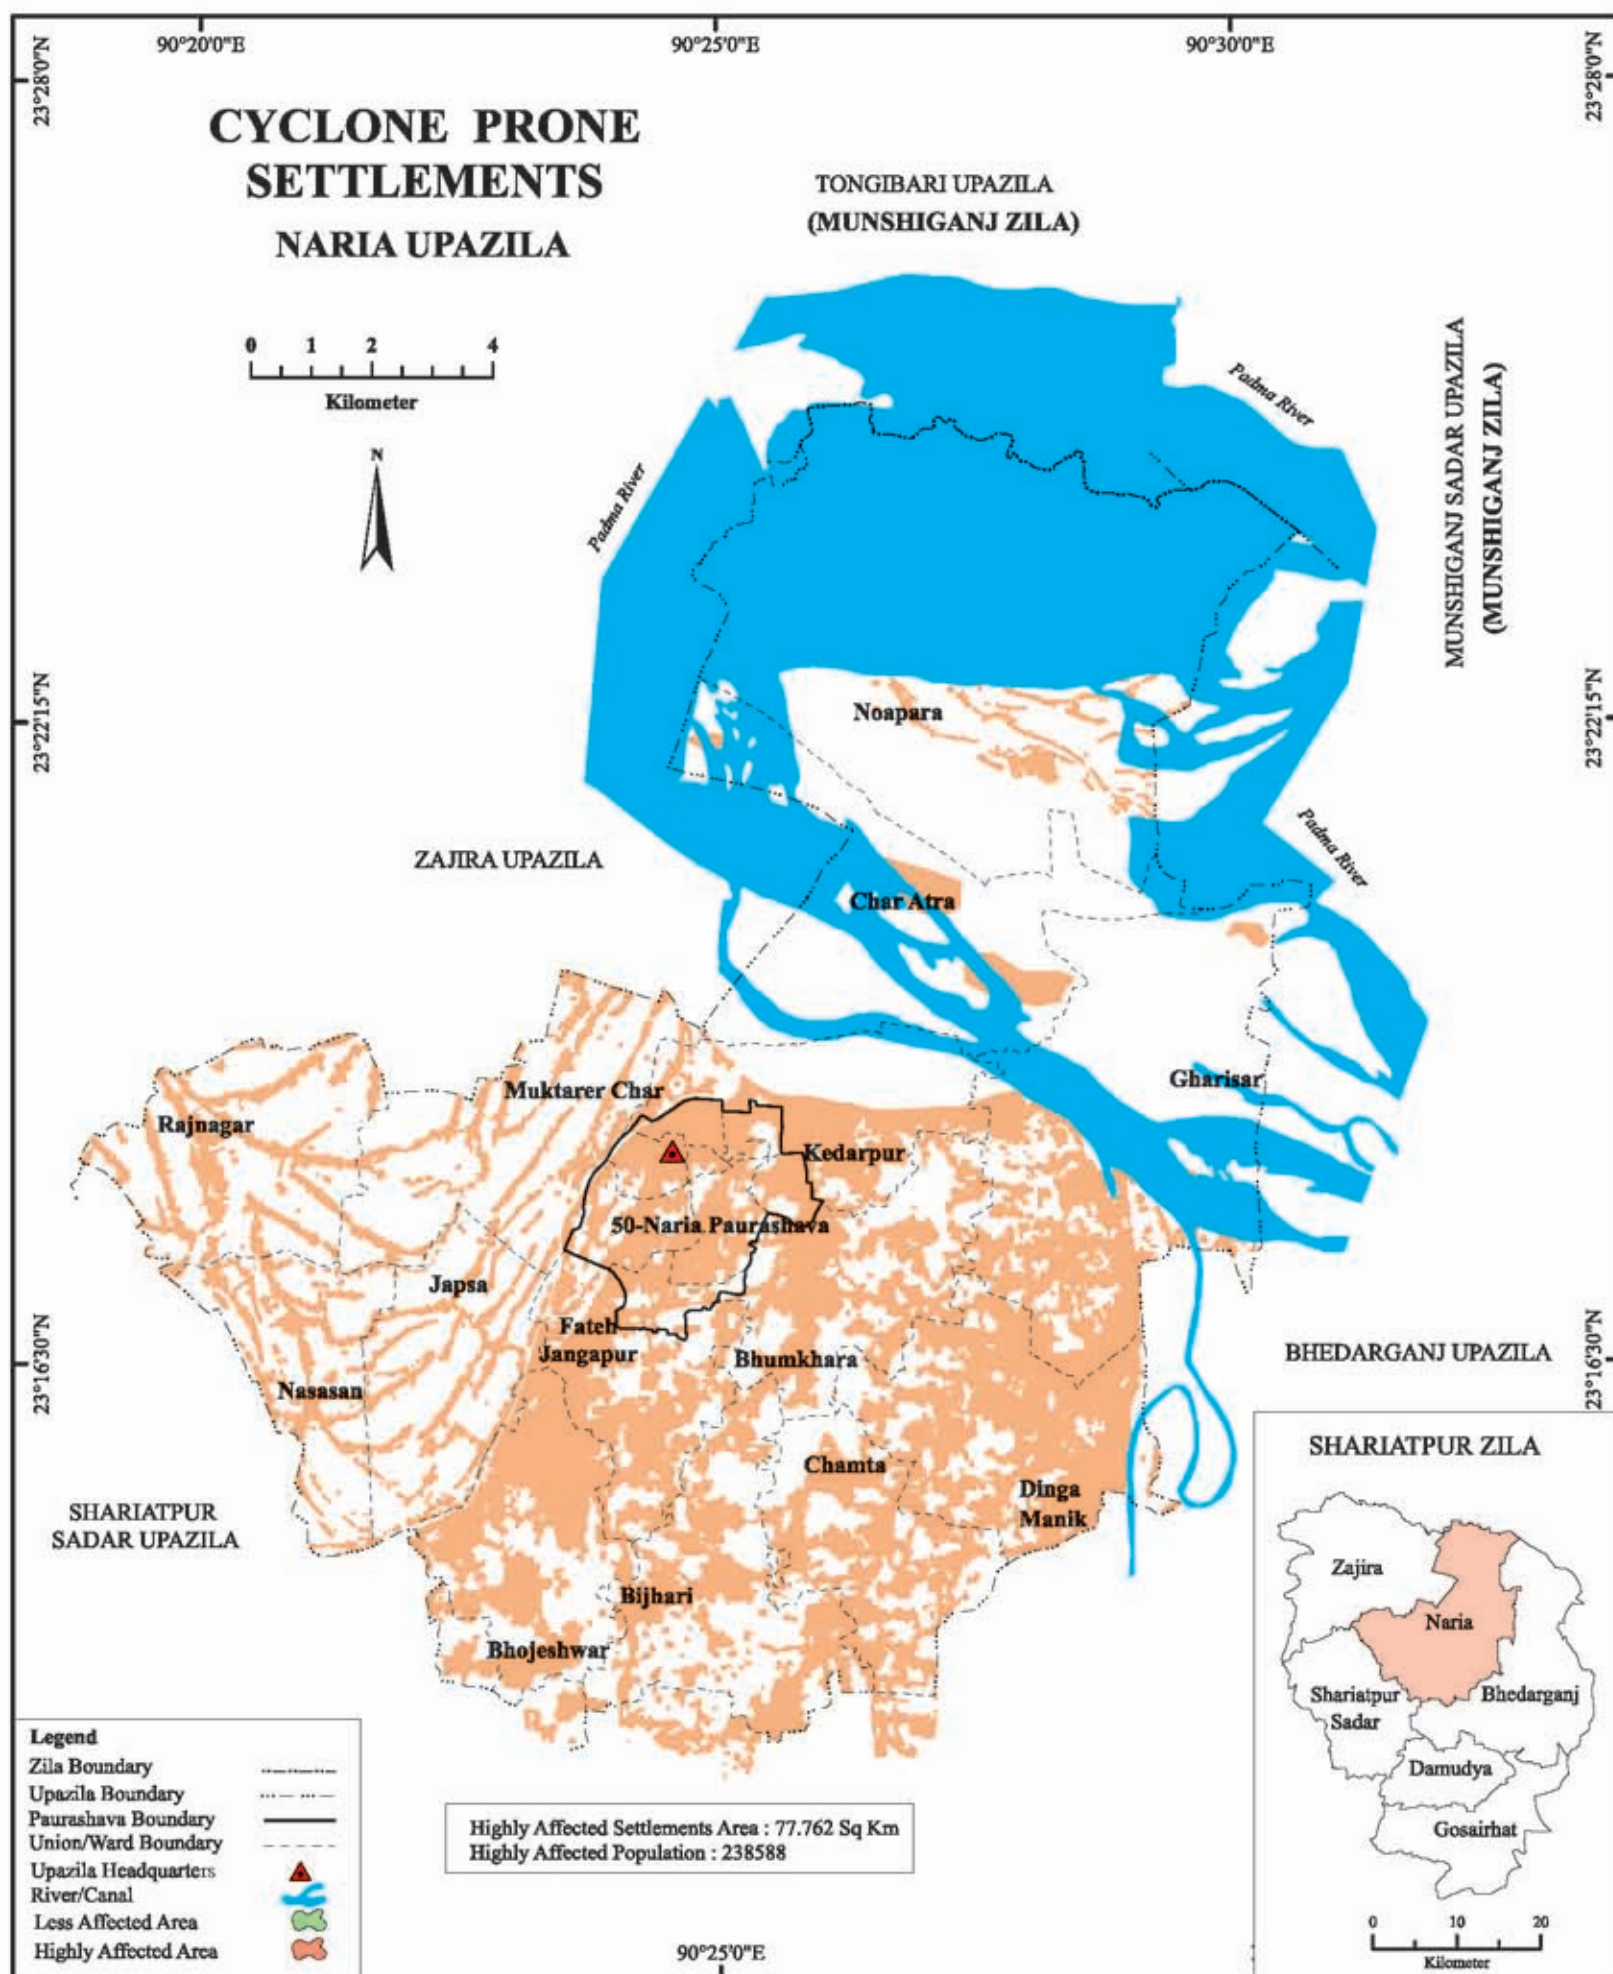 90°20'0"E
90°25'0"E
90°30'0"E
23°28'0"N
23°28'0"N
CYCLONE PRONE
SETTLEMENTS
NARIA UPAZILA
TONGIBARI UPAZILA
(MUNSHIGANJ ZILA)
0 1 2 4
Kilometer
N
Padma River
Padma River
MUNSHIGANJ SADAR UPAZILA
(MUNSHIGANJ ZILA)
23°22'15"N
23°22'15"N
Noapara
Padma River
ZAJIRA UPAZILA
Char Atra
Gharisar
Muktarer Char
Rajnagar
Kedarpur
50-Naria Paurashava
Japsa
Fateh
Jangapur
Bhumkhara
BHEDARGANJ UPAZILA
23°16'30"N
23°16'30"N
Nasasan
Chamta
Dinga
Manik
SHARIATPUR
SADAR UPAZILA
Bijhari
Bhojeshwar
SHARIATPUR ZILA
Zajira
Naria
Shariatpur
Sadar
Bhedarganj
Damudya
Gosairhat
0 10 20
Kilometer
Legend
Zila Boundary
Upazila Boundary
Paurashava Boundary
Union/Ward Boundary
Upazila Headquarters
River/Canal
Less Affected Area
Highly Affected Area
Highly Affected Settlements Area : 77.762 Sq Km
Highly Affected Population : 238588
90°25'0"E